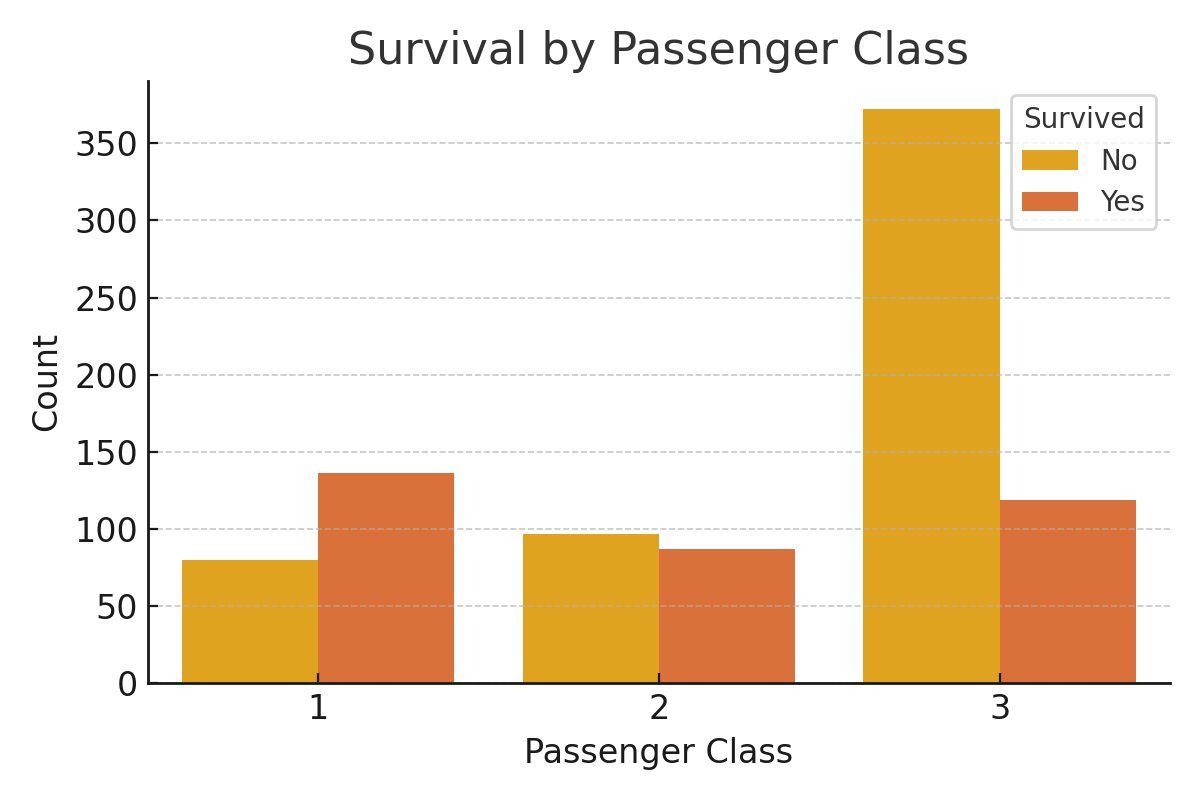 Survival by Passenger Class
Survived
No
Yes
350
300
250
200
150
100
50
0
Count
1 2 3
Passenger Class